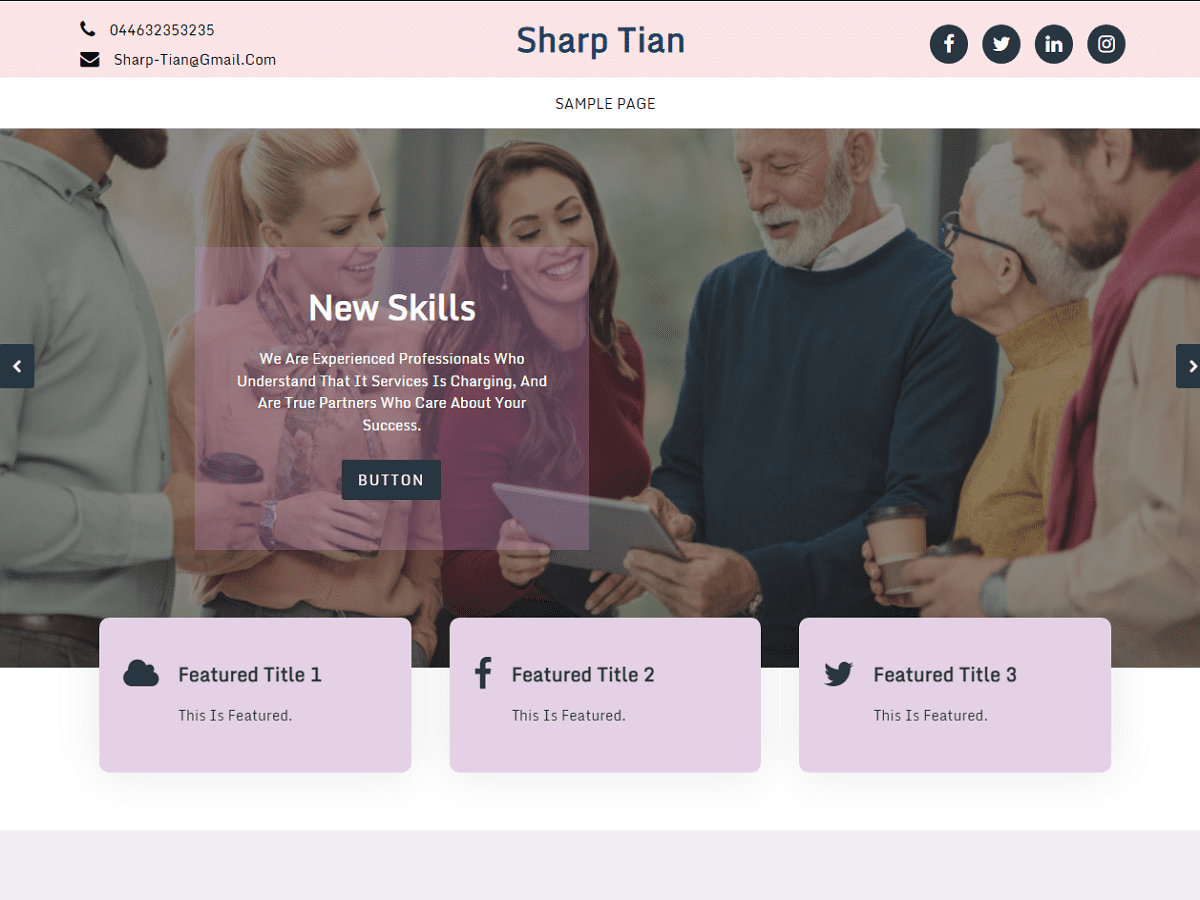 044632353235
Sharp-Tian@Gmail.Com
Sharp Tian
SAMPLE PAGE
New Skills
We Are Experienced Professionals Who
Understand That It Services Is Charging, And
Are True Partners Who Care About Your
Success.
BUTTON
Featured Title 1
This Is Featured.
Featured Title 2
This Is Featured.
Featured Title 3
This Is Featured.